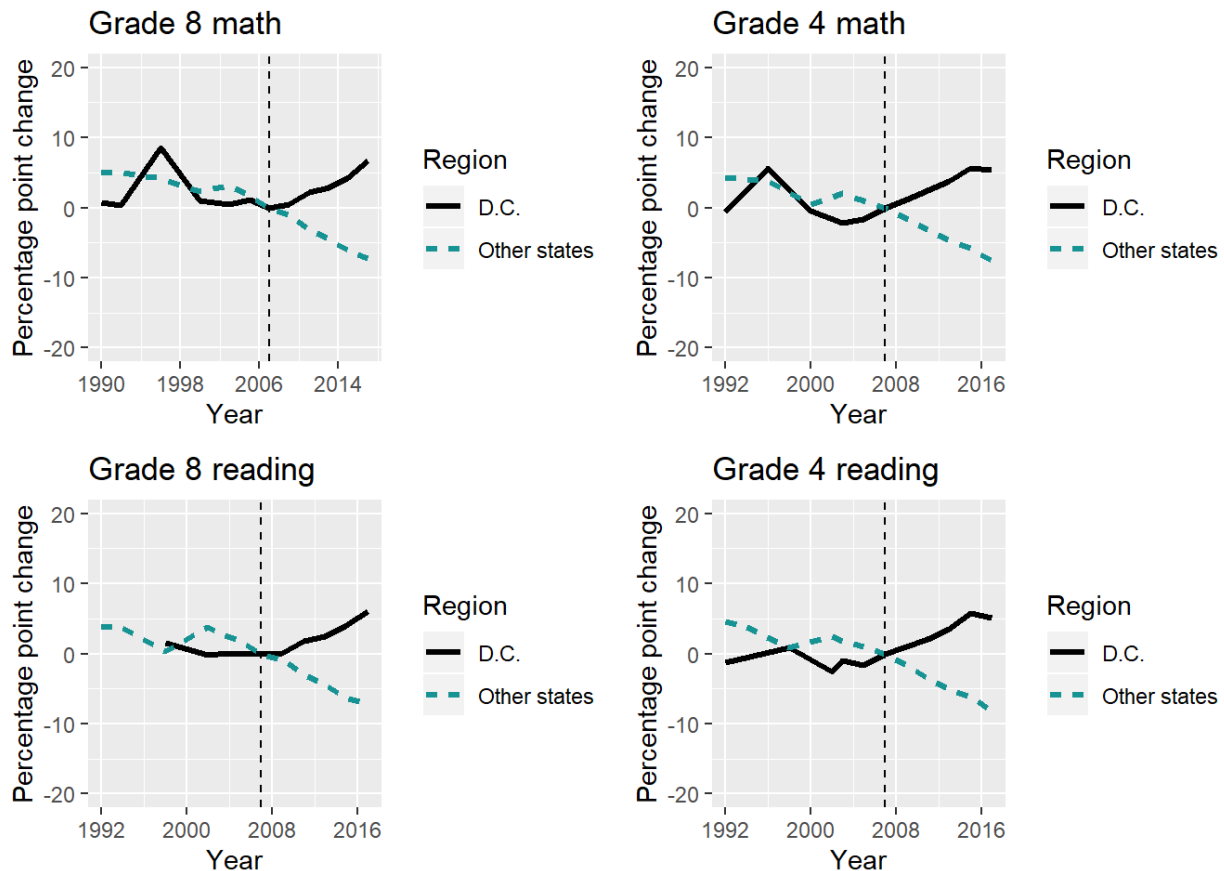 Grade 8 math
Percentage point change
20
10
0
-10
-20
1990 1998 2006 2014
Year
Region
D.C.
Other states
Grade 4 math
Percentage point change
20
10
0
-10
-20
1992 2000 2008 2016
Year
Region
D.C.
Other states
Grade 8 reading
Percentage point change
20
10
0
-10
-20
1992 2000 2008 2016
Year
Region
D.C.
Other states
Grade 4 reading
Percentage point change
20
10
0
-10
-20
1992 2000 2008 2016
Year
Region
D.C.
Other states